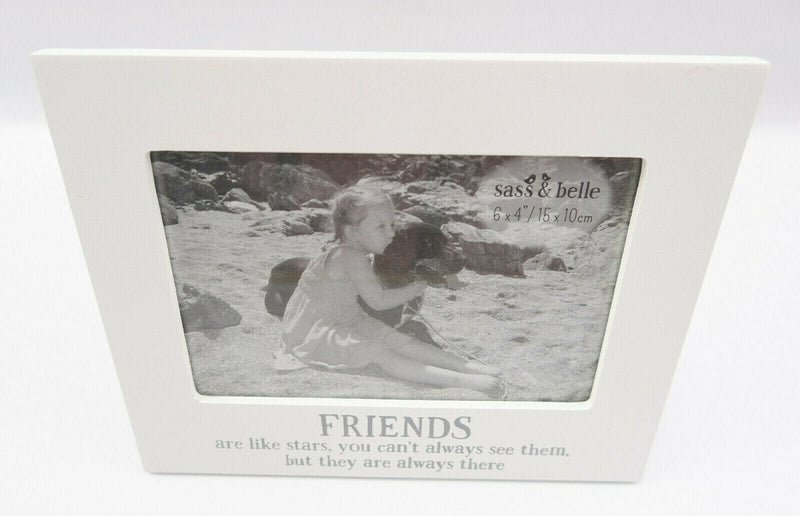 sass & belle
6 x 4"/15 x 10cm
FRIENDS
are like stars, you can't always see them,
but they are always there